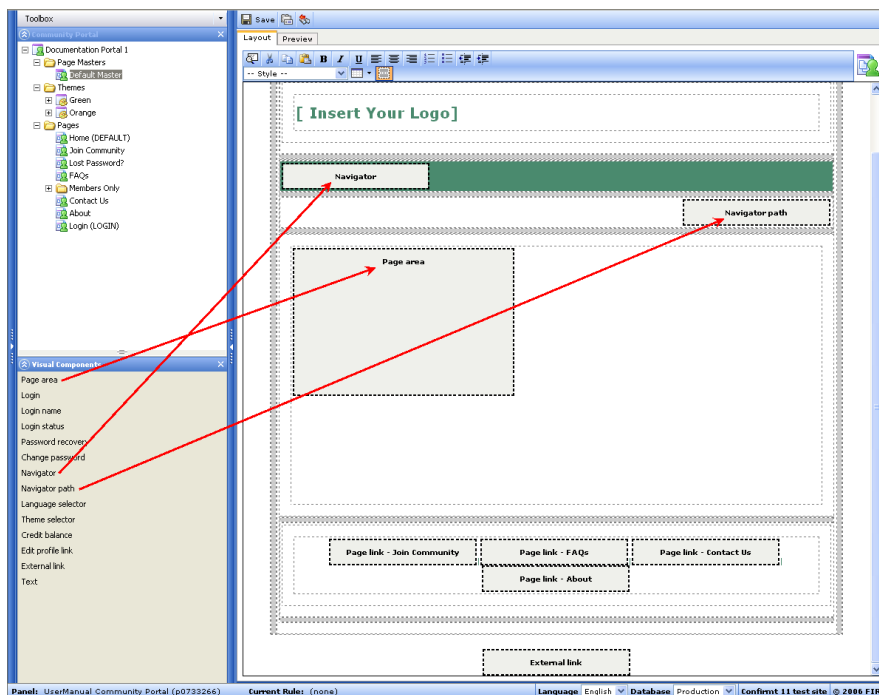 Toolbox
Save
Community Portal
Layout
Preview
Documentation Portal 1
Page Masters
Default Master
Themes
Green
Orange
Pages
Home (DEFAULT)
Join Community
Lost Password?
FAQs
Members Only
Contact Us
About
Login (LOGIN)
B I U
-- Style --
[ Insert Your Logo]
Navigator
Navigator path
Page area
Visual Components
Page area
Login
Login name
Login status
Password recovery
Change password
Navigator
Navigator path
Language selector
Theme selector
Credit balance
Edit profile link
External link
Text
Page link - Join Community
Page link - FAQs
Page link - Contact Us
Page link - About
External link
Panel: UserManual Community Portal (p0733266)
Current Rule: (none)
Language English Database Production Confirmt 11 test site © 2006 FIR